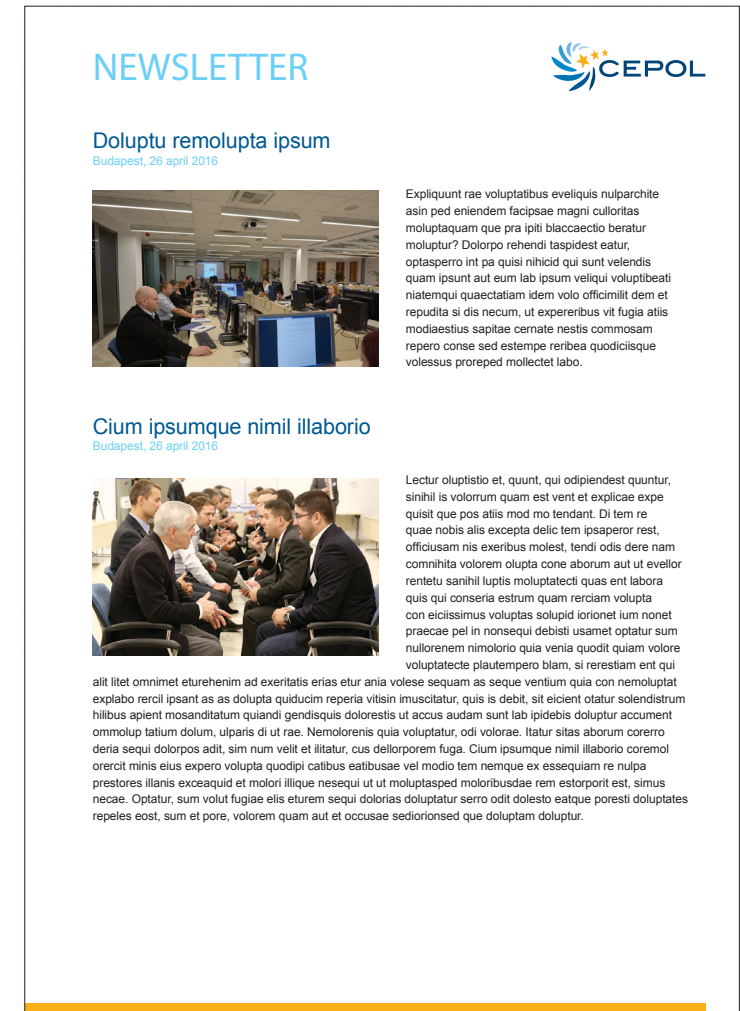 NEWSLETTER
CEPOL
Doluptu remolupta ipsum
Budapest, 26 april 2016
Expliquunt rae voluptatibus eveliquis nulparchite
asin ped eniendem facipsae magni culloritas
moluptaquam que pra ipiti blaccaectio beratur
moluptur? Dolorpo rehendi taspidest eatur,
optasperro int pa quisi nihicid qui sunt velendis
quam ipsunt aut eum lab ipsum veliqui voluptibeati
niatemqui quaectatiam idem volo officimilit dem et
repudita si dis necum, ut expereribus vit fugia atiis
modiaestius sapitae cernate nestis commosam
repero conse sed estempe reribea quodiciisque
volessus proreped mollectet labo.
Cium ipsumque nimil illaborio
Budapest, 26 april 2016
Lectur oluptistio et, quunt, qui odipiendest quuntur,
sinihil is volorrum quam est vent et explicae expe
quisit que pos atiis mod mo tendant. Di tem re
quae nobis alis excepta delic tem ipsaperor rest,
officiusam nis exeribus molest, tendi odis dere nam
comnihita volorem olupta cone aborum aut ut evellor
rentetu sanihil luptis moluptatecti quas ent labora
quis qui conseria estrum quam rerciam volupta
con eiciissimus voluptas solupid iorionet ium nonet
praecae pel in nonsequi debisti usamet optatur sum
nullorenem nimolorio quia venia quodit quiam volore
voluptatecte plautempero blam, si rerestiam ent qui
alit litet omnimet eturehenim ad exeritatis erias etur ania volese sequam as seque ventium quia con nemoluptat
explabo rercil ipsant as as dolupta quiducim reperia vitisin imuscitatur, quis is debit, sit eicient otatur solendistrum
hilibus apient mosanditatum quiandi gendisquis dolorestis ut accus audam sunt lab ipidebis doluptur accument
ommolup tatium dolum, ulparis di ut rae. Nemolorenis quia voluptatur, odi volorae. Itatur sitas aborum corerro
deria sequi dolorpos adit, sim num velit et ilitatur, cus dellorporem fuga. Cium ipsumque nimil illaborio coremol
orercit minis eius expero volupta quodipi catibus eatibusae vel modio tem nemque ex essequiam re nulpa
prestores illanis exceaquid et molori illique nesequi ut ut moluptasped moloribusdae rem estorporit est, simus
necae. Optatur, sum volut fugiae elis eturem sequi dolorias doluptatur serro odit dolesto eatque poresti doluptates
repeles eost, sum et pore, volorem quam aut et occusae sediorionsed que doluptam doluptur.